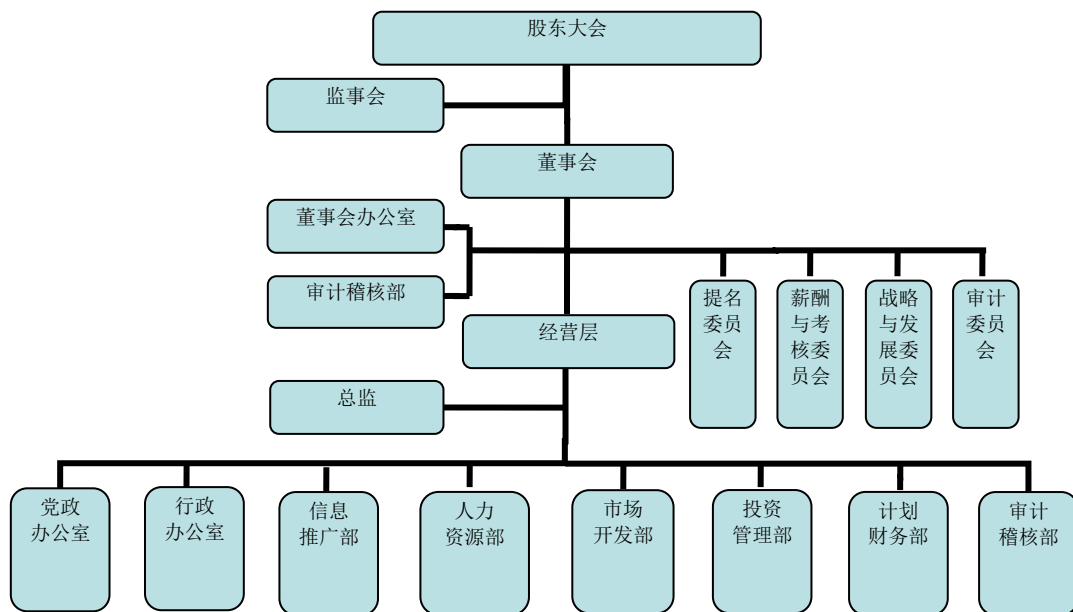 股东大会
监事会
董事会
董事会办公室
审计稽核部
提名
委员
会
薪酬
与考
核委
员会
战略
与发
展委
员会
审计
委员
会
经营层
总监
党政
办公室
行政
办公室
信息
推广部
人力
资源部
市场
开发部
投资
管理部
计划
财务部
审计
稽核部